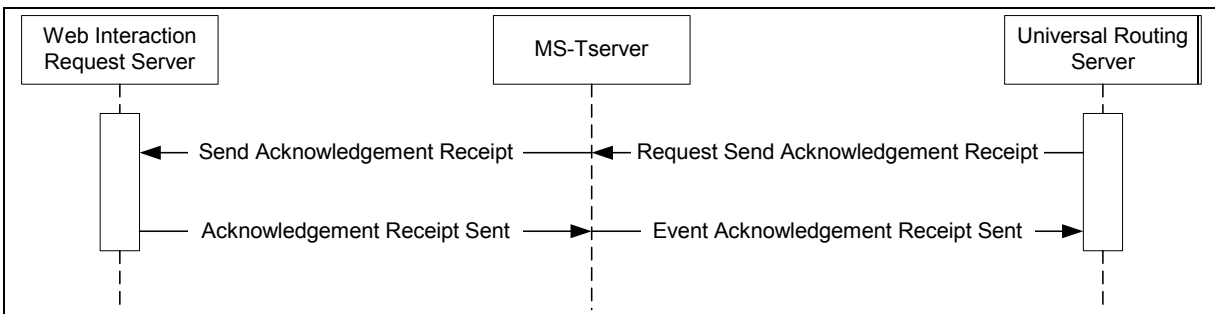 Web Interaction
Request Server
MS-Tserver
Universal Routing
Server
Send Acknowledgement Receipt
Request Send Acknowledgement Receipt
Acknowledgement Receipt Sent
Event Acknowledgement Receipt Sent